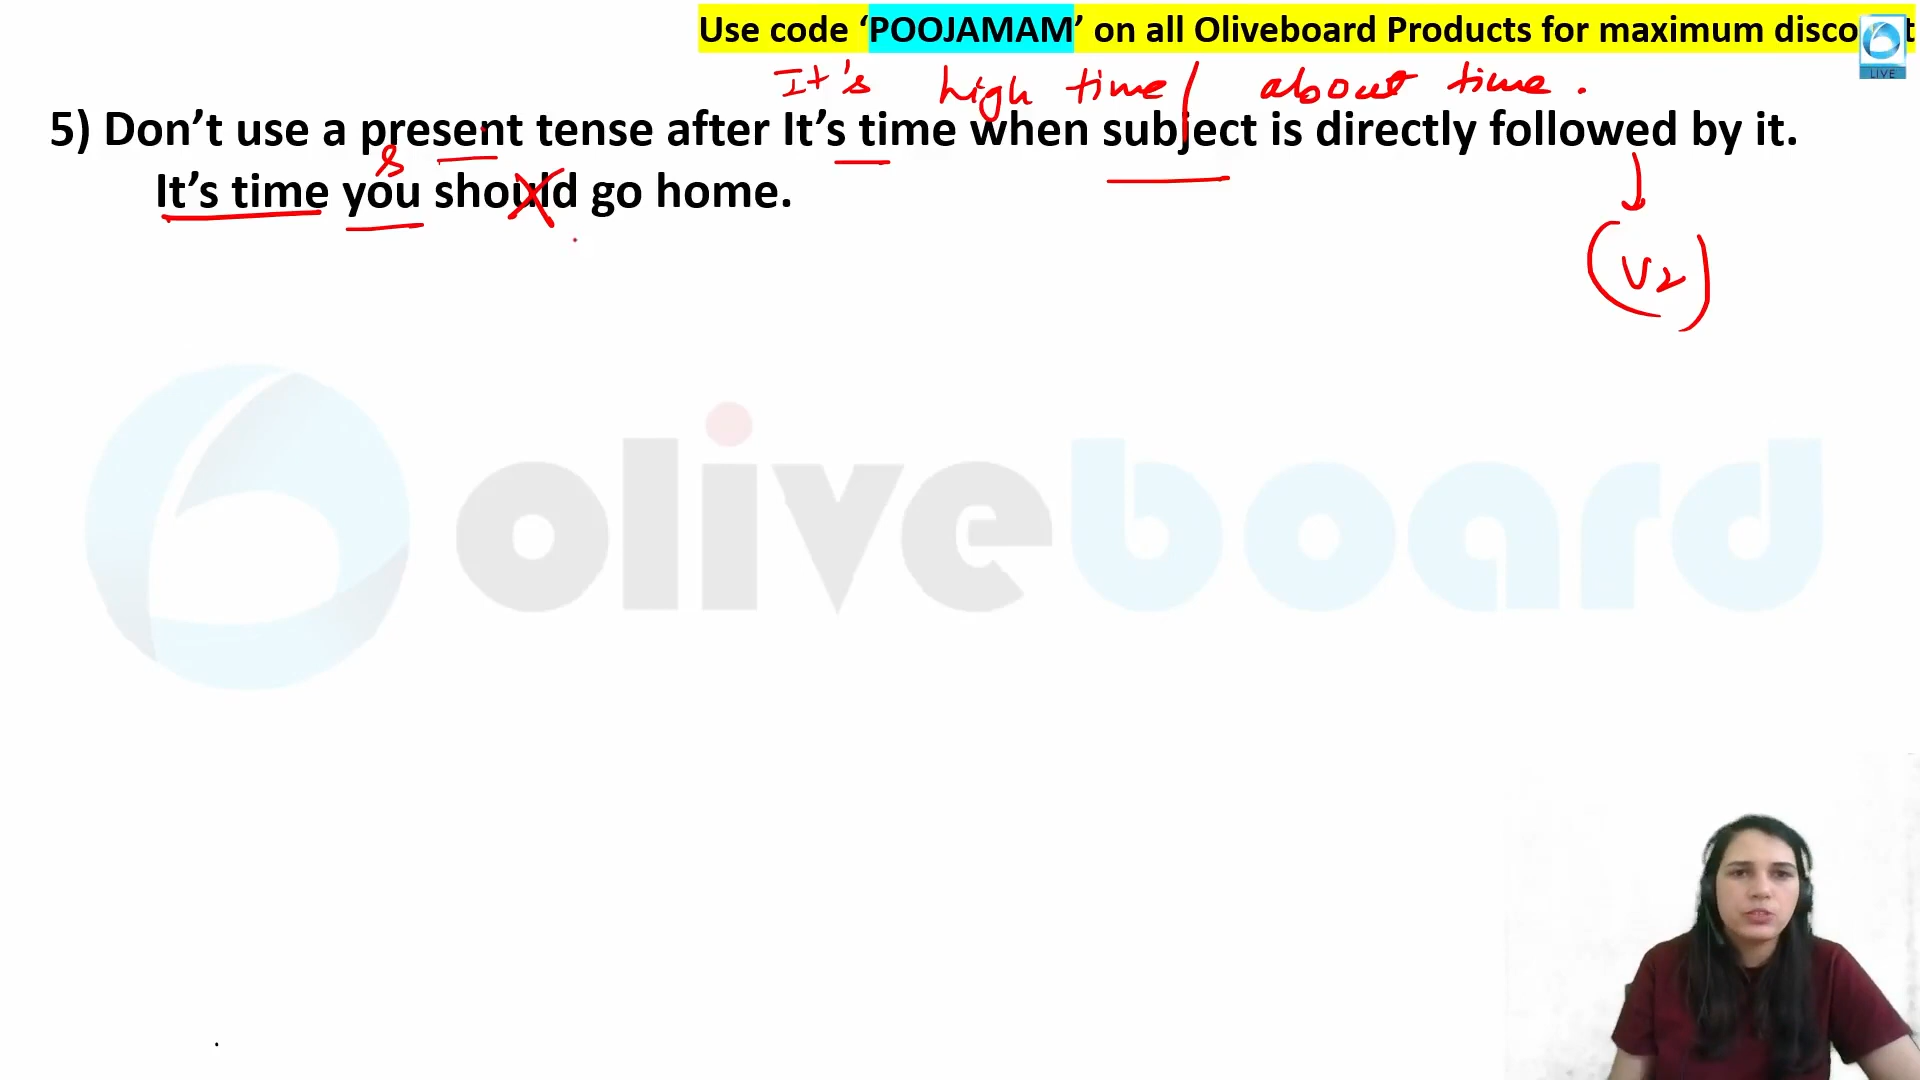 Use code ‘POOJAMAM’ on all Oliveboard Products for maximum disco t
LIVE
It's high time / about time.
5) Don’t use a present tense after It’s time when subject is directly followed by it.
s
It’s time you should go home.
(V2)
oliveboard